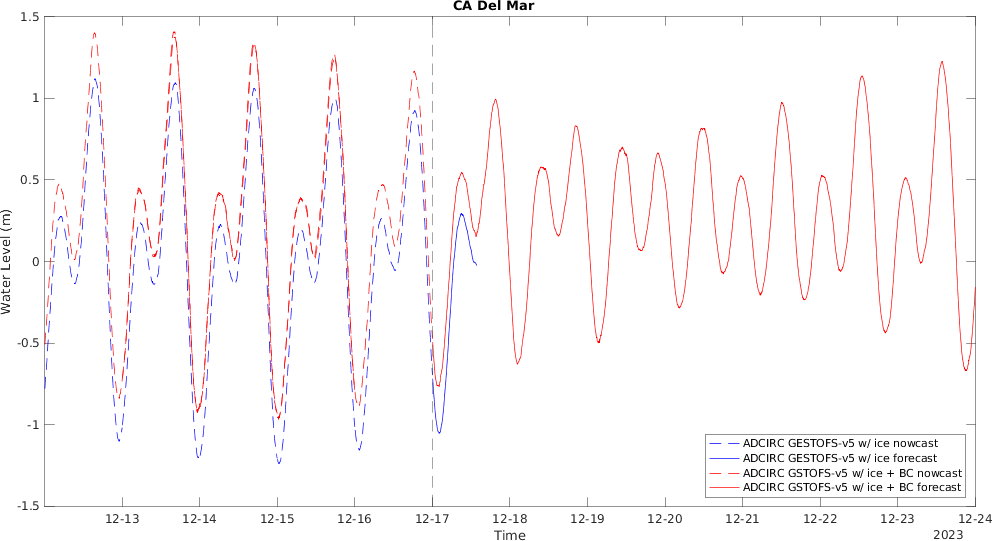 CA Del Mar
1.5
1
0.5
0
-0.5
-1
-1.5
Water Level (m)
12-13 12-14 12-15 12-16 12-17 12-18 12-19 12-20 12-21 12-22 12-23 12-24
Time
2023
ADCIRC GESTOFS-v5 w/ ice nowcast
ADCIRC GESTOFS-v5 w/ ice forecast
ADCIRC GSTOFS-v5 w/ ice + BC nowcast
ADCIRC GSTOFS-v5 w/ ice + BC forecast